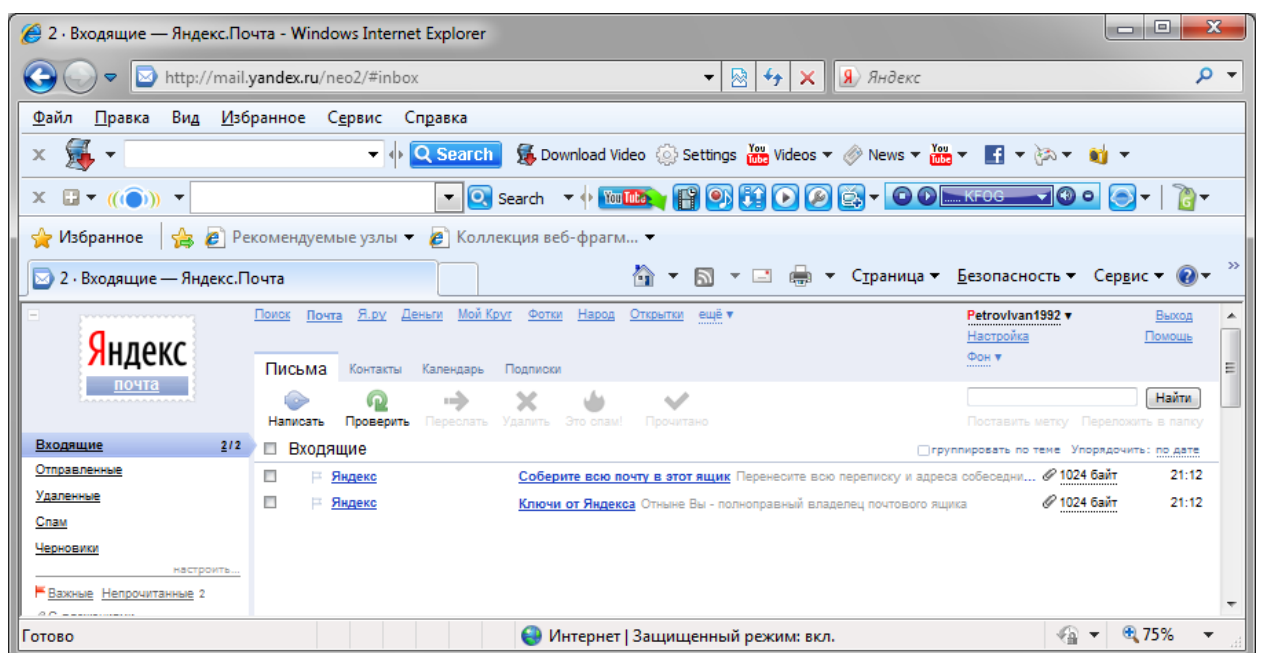 2 · Входящие — Яндекс.Почта - Windows Internet Explorer
http://mail.yandex.ru/neo2/#inbox Я Яндекс
Файл Правка Вид Избранное Сервис Справка
x Search Download Video Settings You Tube Videos News You Tube f
x Search You Tube KFOG G
Избранное Рекомендуемые узлы Коллекция веб-фрагм...
2 · Входящие — Яндекс.Почта Страница Безопасность Сервис »
Поиск Почта Я.ру Деньги Мой Круг Фотки Народ Открытки ещё PetrovIvan1992 Выход
Настройка Помощь
Фон
Яндекс
почта
Письма Контакты Календарь Подписки
Найти
Написать Проверить Переслать Удалить Это спам! Прочитано Поставить метку Переложить в папку
Входящие 2/2 Входящие группировать по теме Упорядочить: по дате
Отправленные Яндекс Соберите всю почту в этот ящик Перенесите всю переписку и адреса собеседни... 1024 байт 21:12
Удаленные Яндекс Ключи от Яндекса Отныне Вы - полноправный владелец почтового ящика 1024 байт 21:12
Спам
Черновики
настроить...
Важные Непрочитанные 2
Готово Интернет | Защищенный режим: вкл. 75%